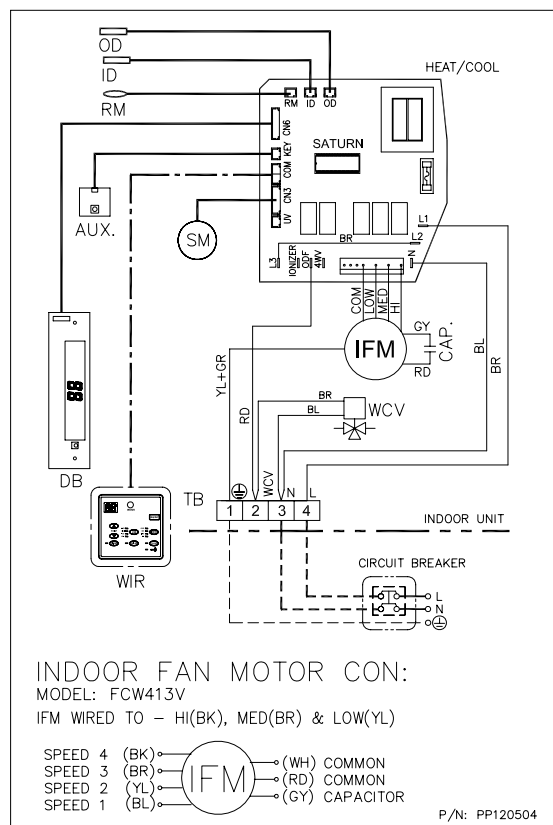 OD
ID
RM
HEAT/COOL
RM ID OD
CN6
KEY
COM
CN3
UV
SATURN
AUX.
SM
L1
BR
L2
L3
IONIZER
ODF
4WV
N
COM
LOW
MED
HI
GY
CAP.
RD
IFM
YL+GR
RD
BL
BR
88
DB
BR
BL
WCV
WCV
N
L
TB
1 2 3 4
INDOOR UNIT
WIR
CIRCUIT BREAKER
L
N
INDOOR FAN MOTOR CON:
MODEL: FCW413V
IFM WIRED TO – HI(BK), MED(BR) & LOW(YL)
SPEED 4 (BK)
SPEED 3 (BR)
SPEED 2 (YL)
SPEED 1 (BL)
IFM
(WH) COMMON
(RD) COMMON
(GY) CAPACITOR
P/N: PP120504